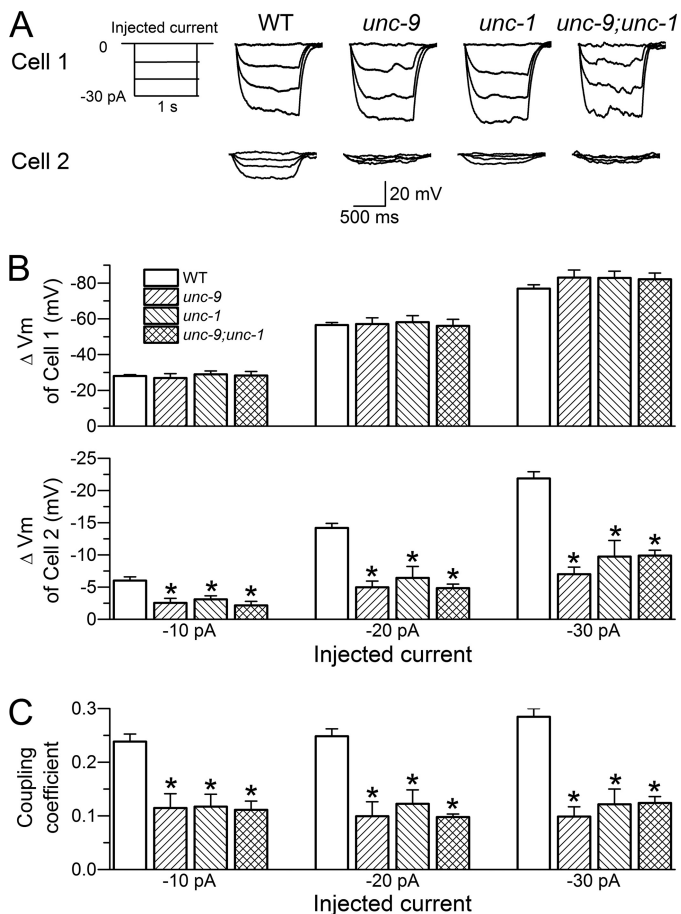 A
Injected current
WT
unc-9
unc-1
unc-9;unc-1
Cell 1
0
-30 pA
1 s
Cell 2
20 mV
500 ms
B
Δ Vm
of Cell 1 (mV)
-80
-60
-40
-20
0
WT
unc-9
unc-1
unc-9;unc-1
Δ Vm
of Cell 2 (mV)
-25
-20
-15
-10
-5
0
* * *
* * *
* * *
-10 pA
-20 pA
-30 pA
Injected current
C
Coupling
coefficient
0.3
0.2
0.1
0.0
* * *
* * *
* * *
-10 pA
-20 pA
-30 pA
Injected current